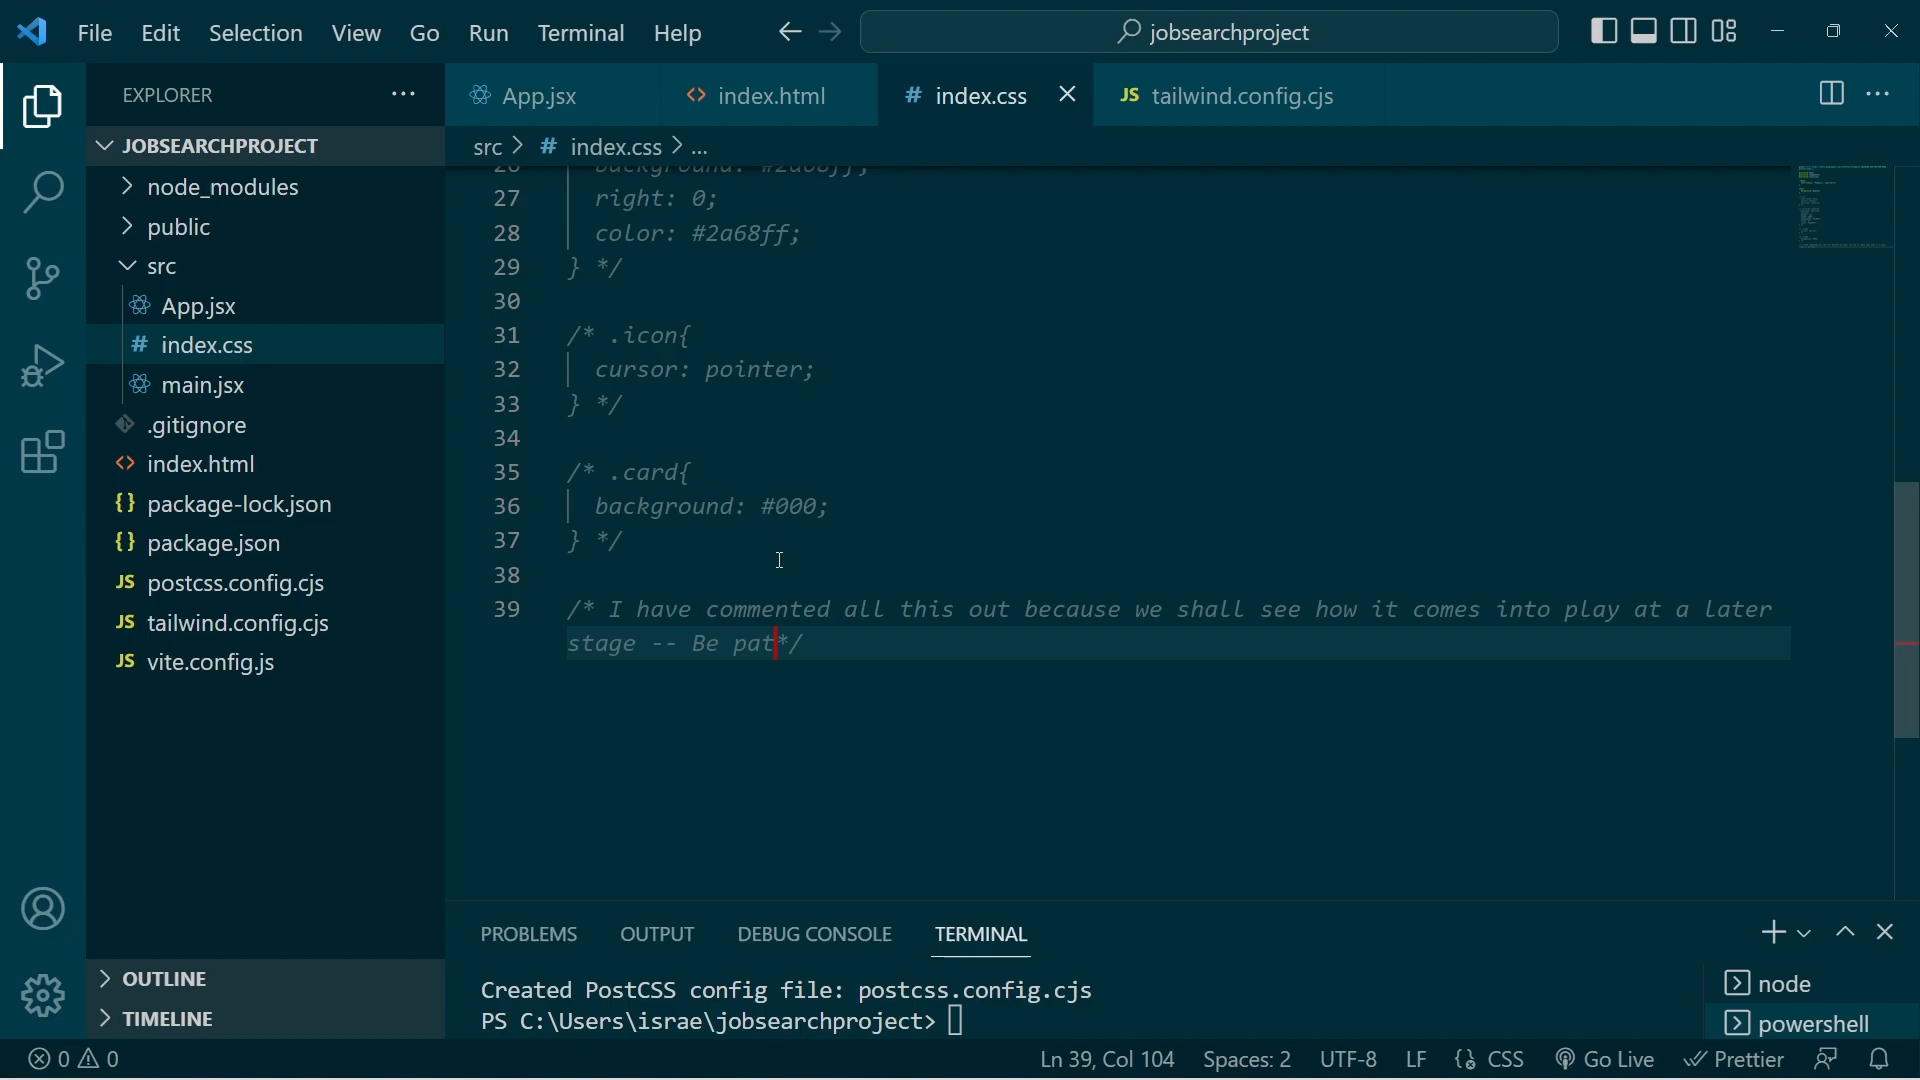 File Edit Selection View Go Run Terminal Help
jobsearchproject
EXPLORER
App.jsx
index.html
# index.css
JS tailwind.config.cjs
JOBSEARCHPROJECT
src > # index.css > ...
node_modules
public
src
App.jsx
# index.css
main.jsx
.gitignore
<> index.html
{} package-lock.json
{} package.json
JS postcss.config.cjs
JS tailwind.config.cjs
JS vite.config.js
OUTLINE
TIMELINE
27 right: 0;
28 color: #2a68ff;
29 } */
30
31 /* .icon{
32 cursor: pointer;
33 } */
34
35 /* .card{
36 background: #000;
37 } */
38
39 /* I have commented all this out because we shall see how it comes into play at a later
stage -- Be pat*/
PROBLEMS OUTPUT DEBUG CONSOLE TERMINAL
Created PostCSS config file: postcss.config.cjs
PS C:\Users\israe\jobsearchproject>
node
powershell
0 0
Ln 39, Col 104 Spaces: 2 UTF-8 LF {} CSS Go Live Prettier